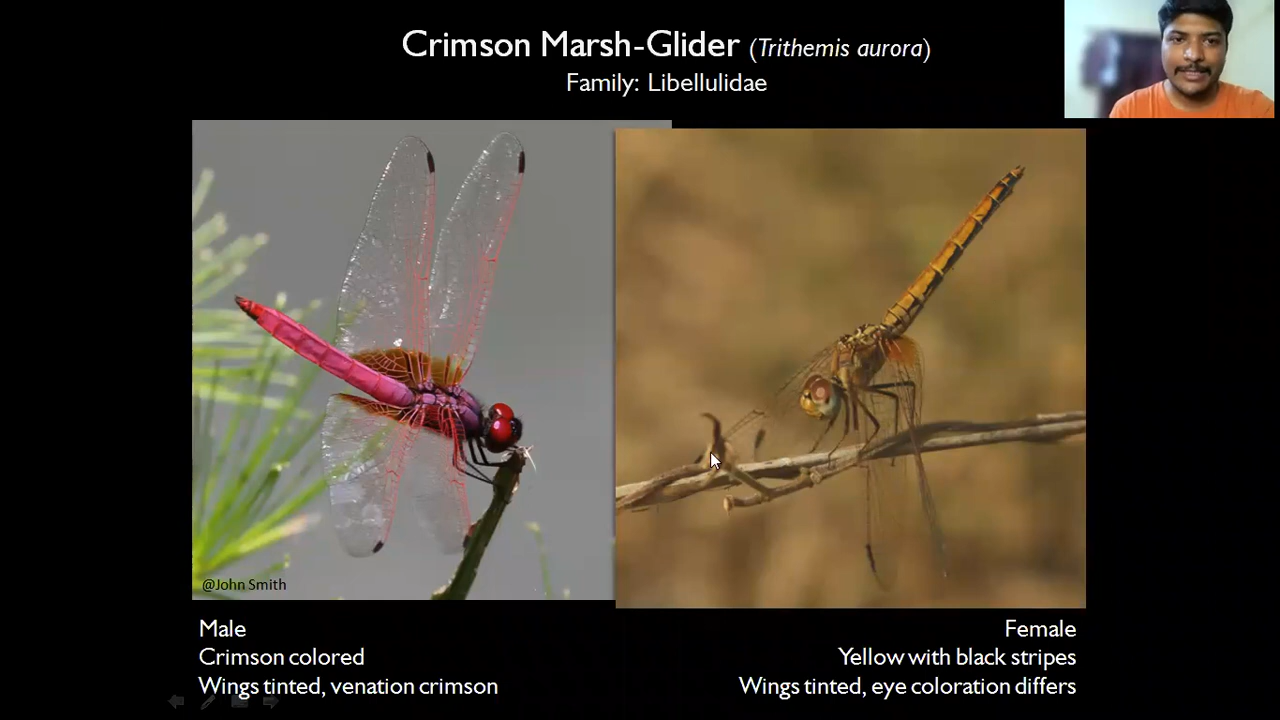 Crimson Marsh-Glider (Trithemis aurora)
Family: Libellulidae
@John Smith
Male
Crimson colored
Wings tinted, venation crimson
Female
Yellow with black stripes
Wings tinted, eye coloration differs